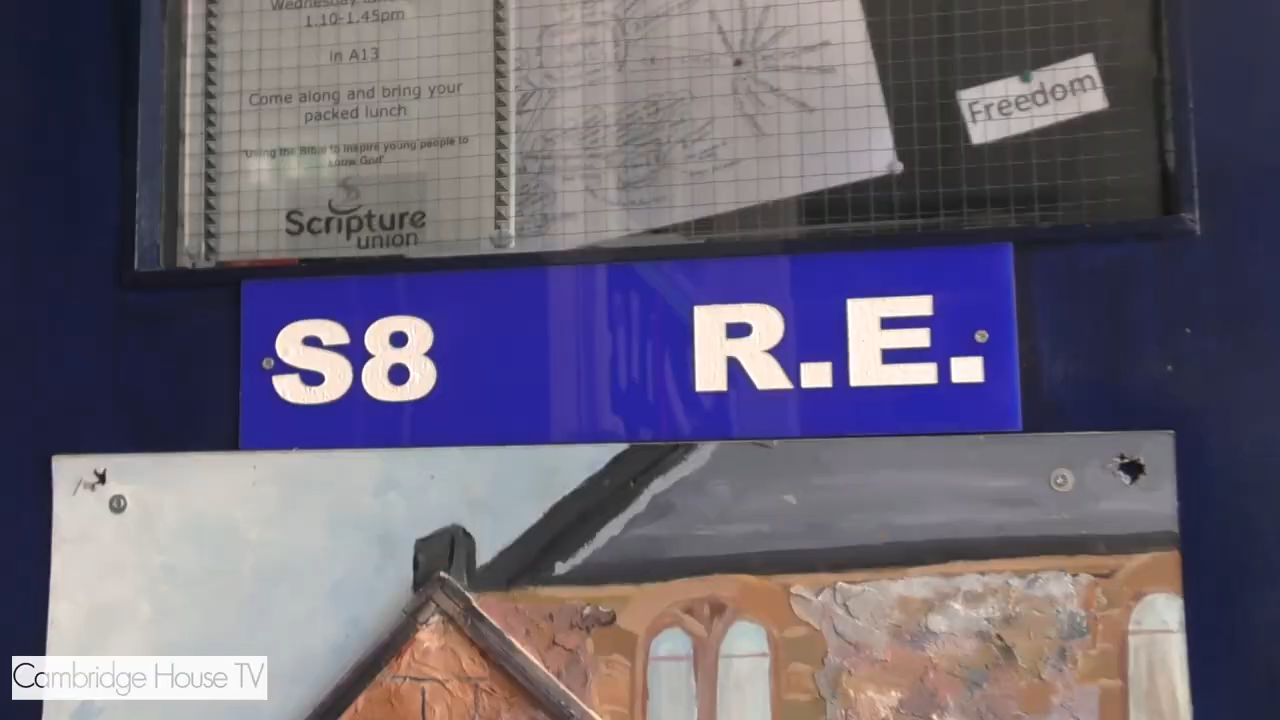 Wednesday
1.10-1.45pm
in A13
Come along and bring your
packed lunch
'using the Bible to inspire young people to
know God'
Scripture
union
Freedom
S8 R.E.
Cambridge House TV